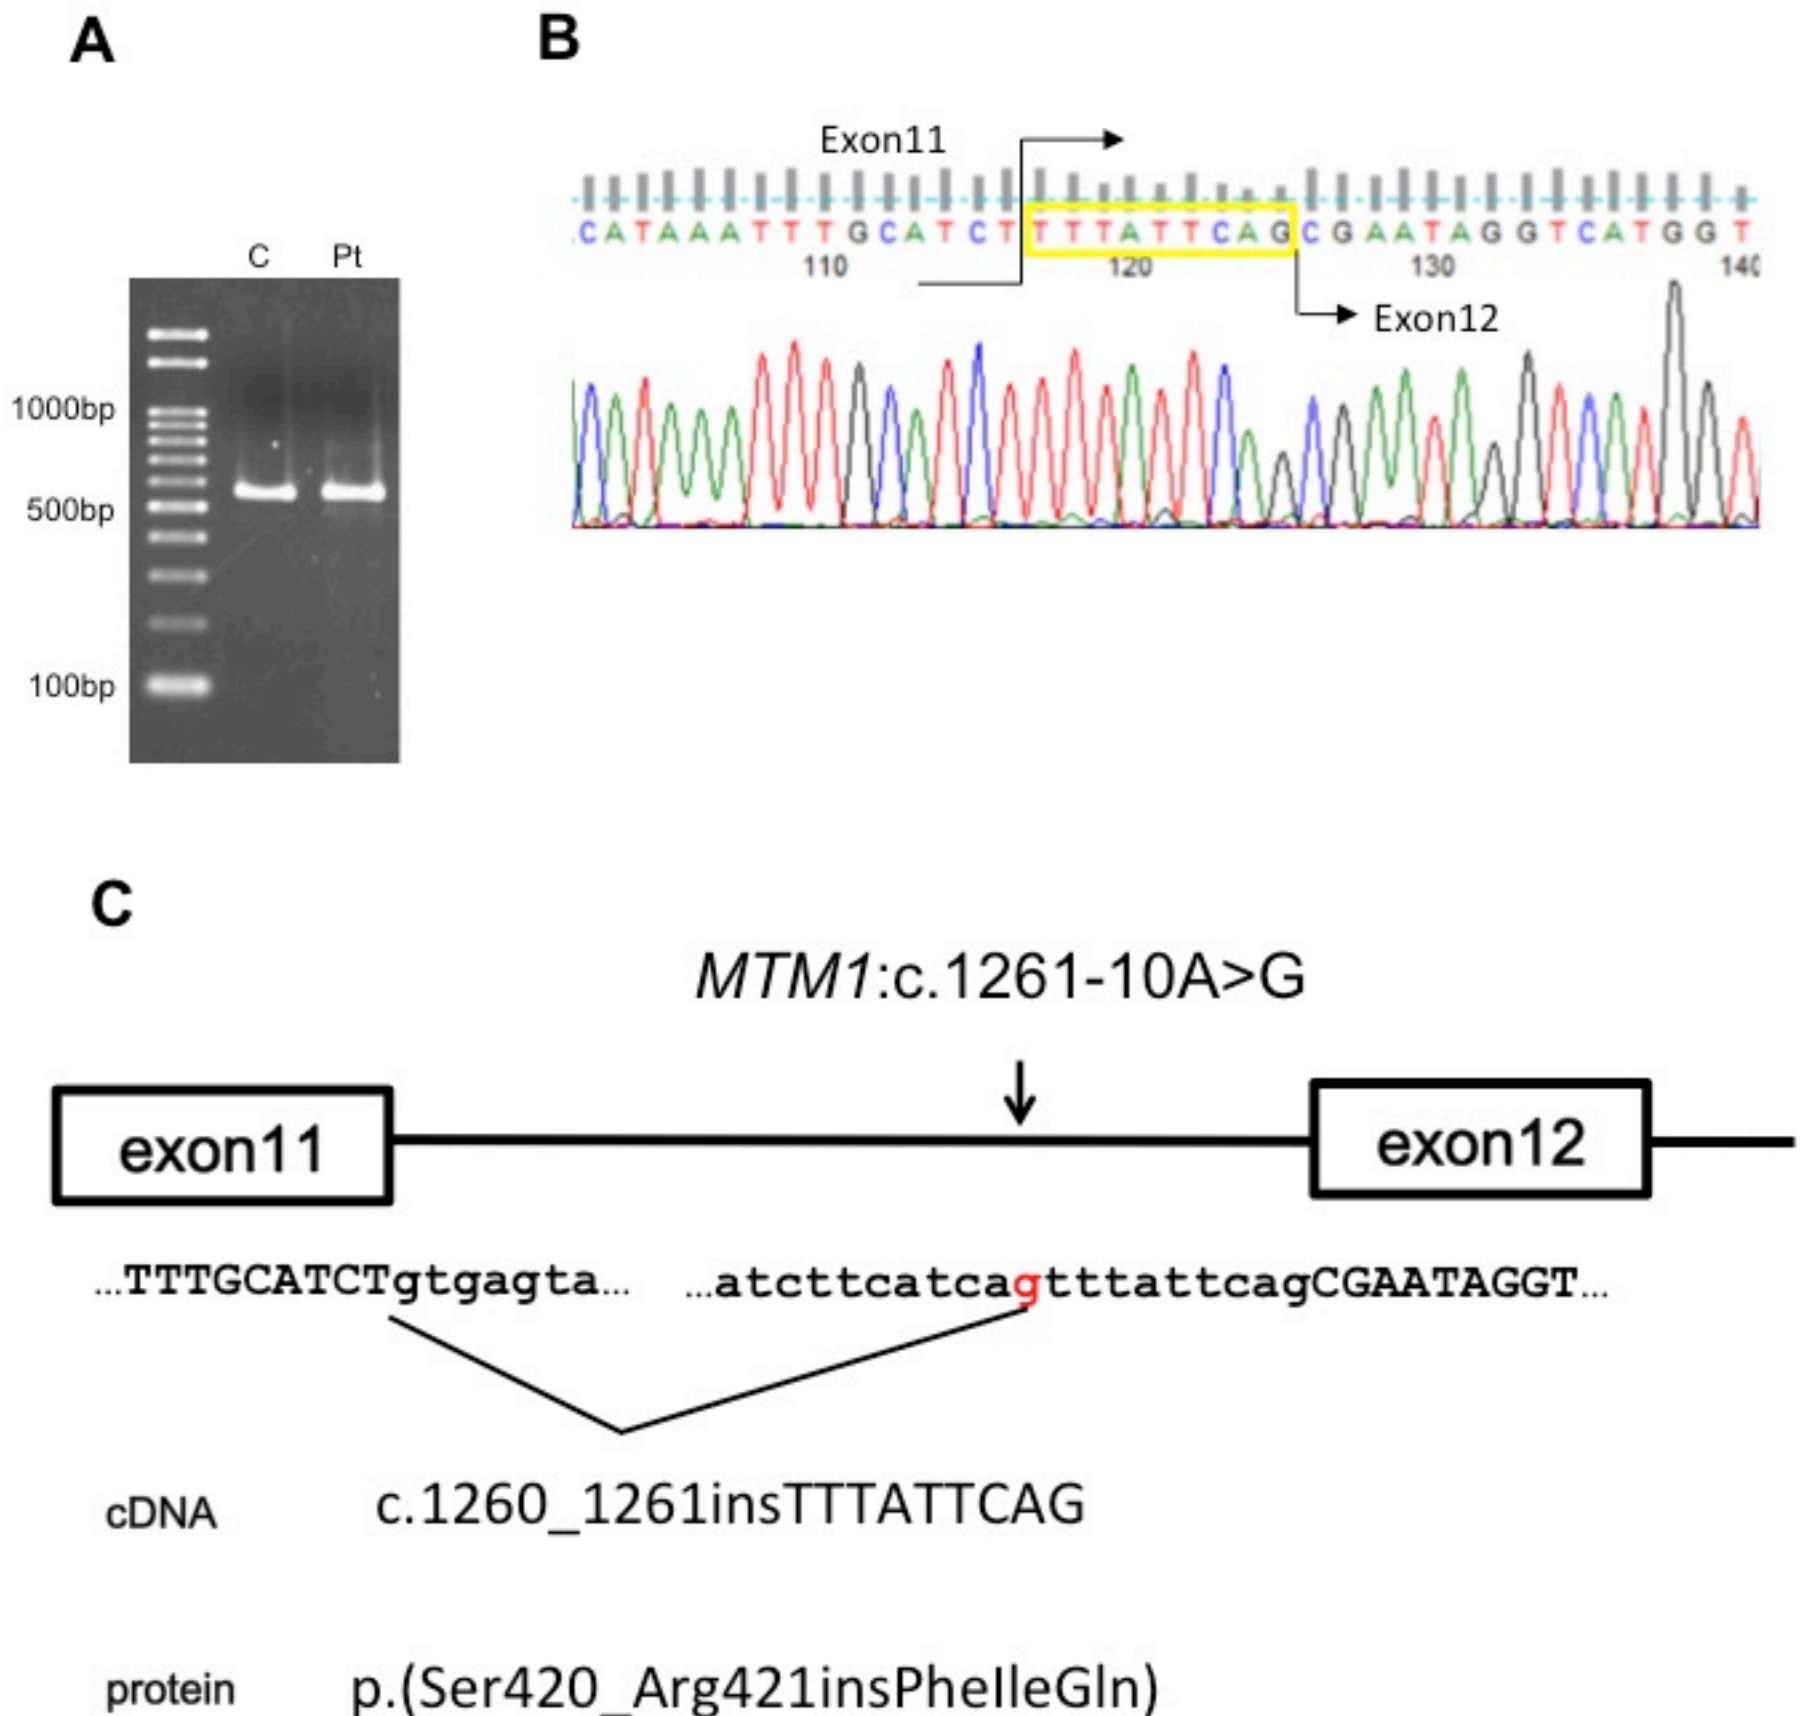 A
C Pt
1000bp
500bp
100bp
B
Exon11
CATAAATTTGCATCTTTTATTCAGCGAATAGGTCATGGT
110 120 130 140
Exon12
C
MTM1:c.1261-10A>G
exon11 exon12
...TTTGCATCTgtgagta... ...atcttcatcagtttattcagCGAATAGGT...
cDNA c.1260_1261insTTTATTCAG
protein p.(Ser420_Arg421insPheIleGln)